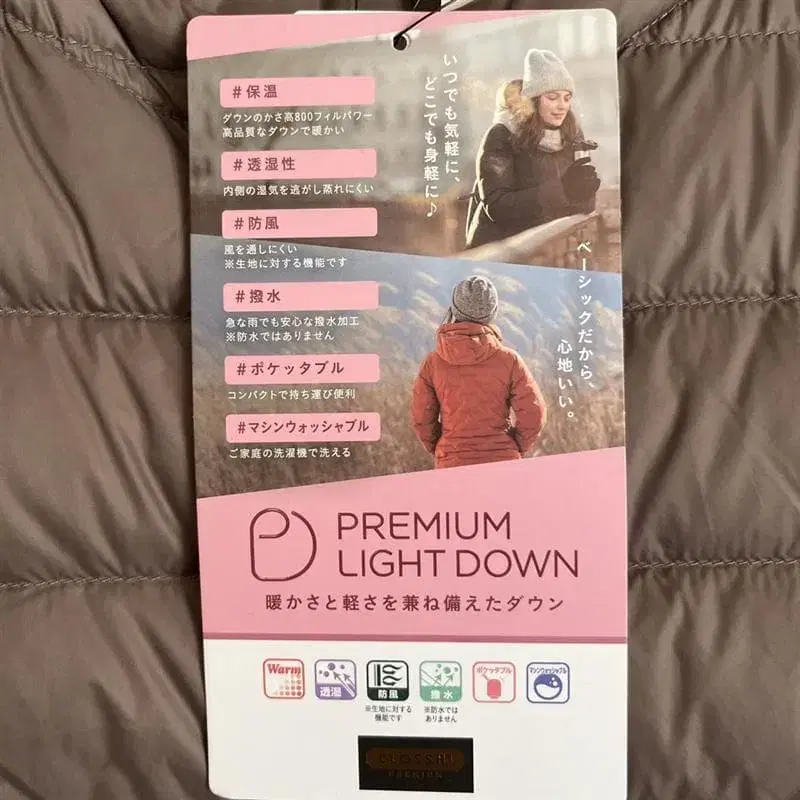 #保温
ダウンのかさ高800フィルパワー
高品質なダウンで暖かい
#透湿性
内側の湿気を逃がし蒸れにくい
#防風
風を通しにくい
※生地に対する機能です
#撥水
急な雨でも安心な撥水加工
※防水ではありません
#ポケッタブル
コンパクトで持ち運び便利
#マシンウォッシャブル
ご家庭の洗濯機で洗える
いつでも気軽に、
どこでも身軽に♪
ベーシックだから、
心地いい。
PREMIUM
LIGHT DOWN
暖かさと軽さを兼ね備えたダウン
Warm
透湿
防風
※生地に対する
機能です
撥水
※防水では
ありません
ポケッタブル
マシンウォッシャブル
CLOSSHI
PREMIUM